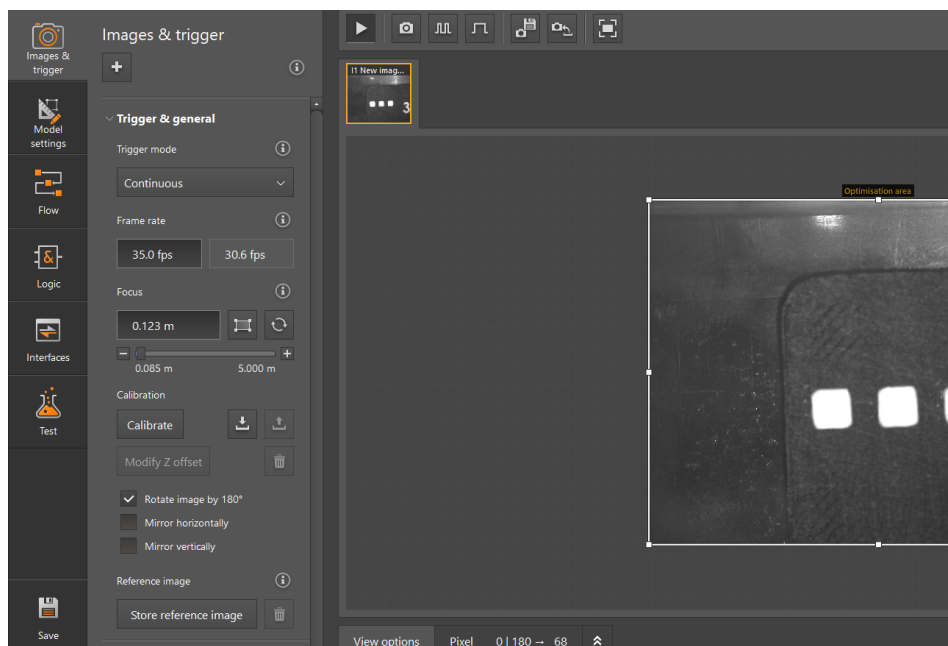 Images &
trigger
Model
settings
Flow
&
Logic
Interfaces
Test
Save
Images & trigger
Trigger & general
Trigger mode
Continuous
Frame rate
35.0 fps 30.6 fps
Focus
0.123 m
0.085 m 5.000 m
Calibration
Calibrate
Modify Z offset
Rotate image by 180°
Mirror horizontally
Mirror vertically
Reference image
Store reference image
I1 New imag...
3
Optimisation area
View options Pixel 0 | 180 → 68